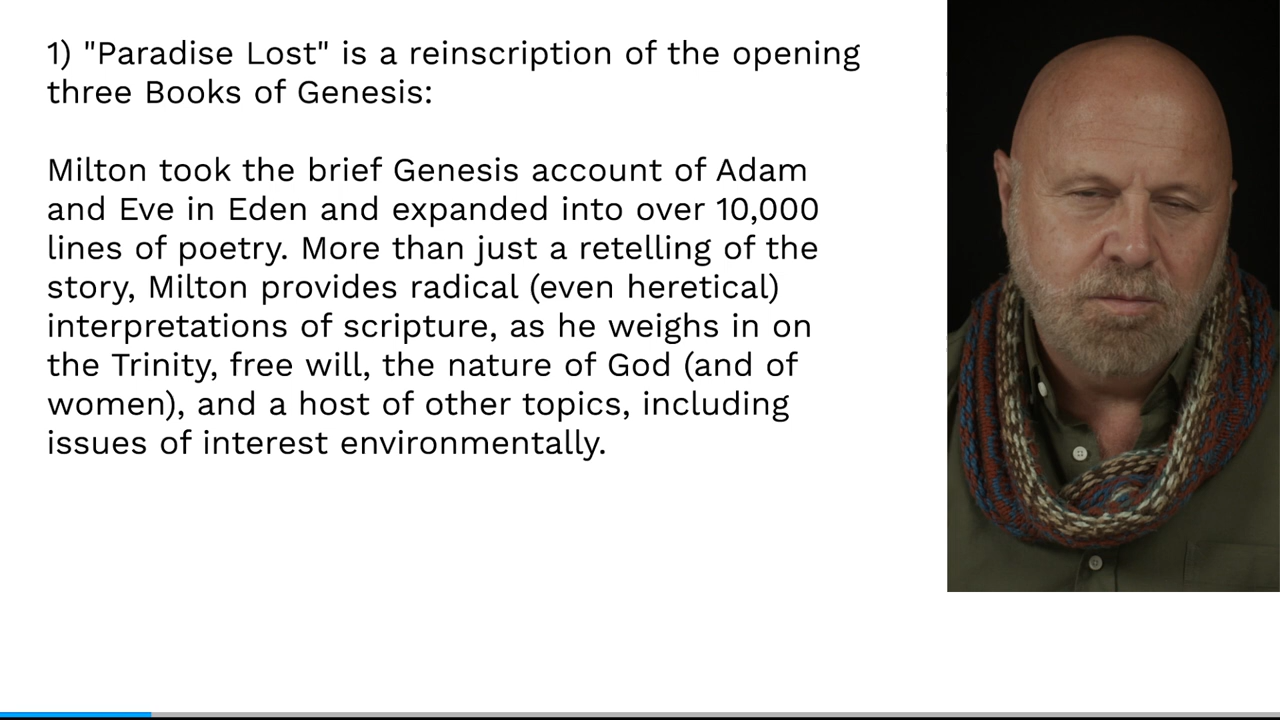 1) "Paradise Lost" is a reinscription of the opening
three Books of Genesis:
Milton took the brief Genesis account of Adam
and Eve in Eden and expanded into over 10,000
lines of poetry. More than just a retelling of the
story, Milton provides radical (even heretical)
interpretations of scripture, as he weighs in on
the Trinity, free will, the nature of God (and of
women), and a host of other topics, including
issues of interest environmentally.